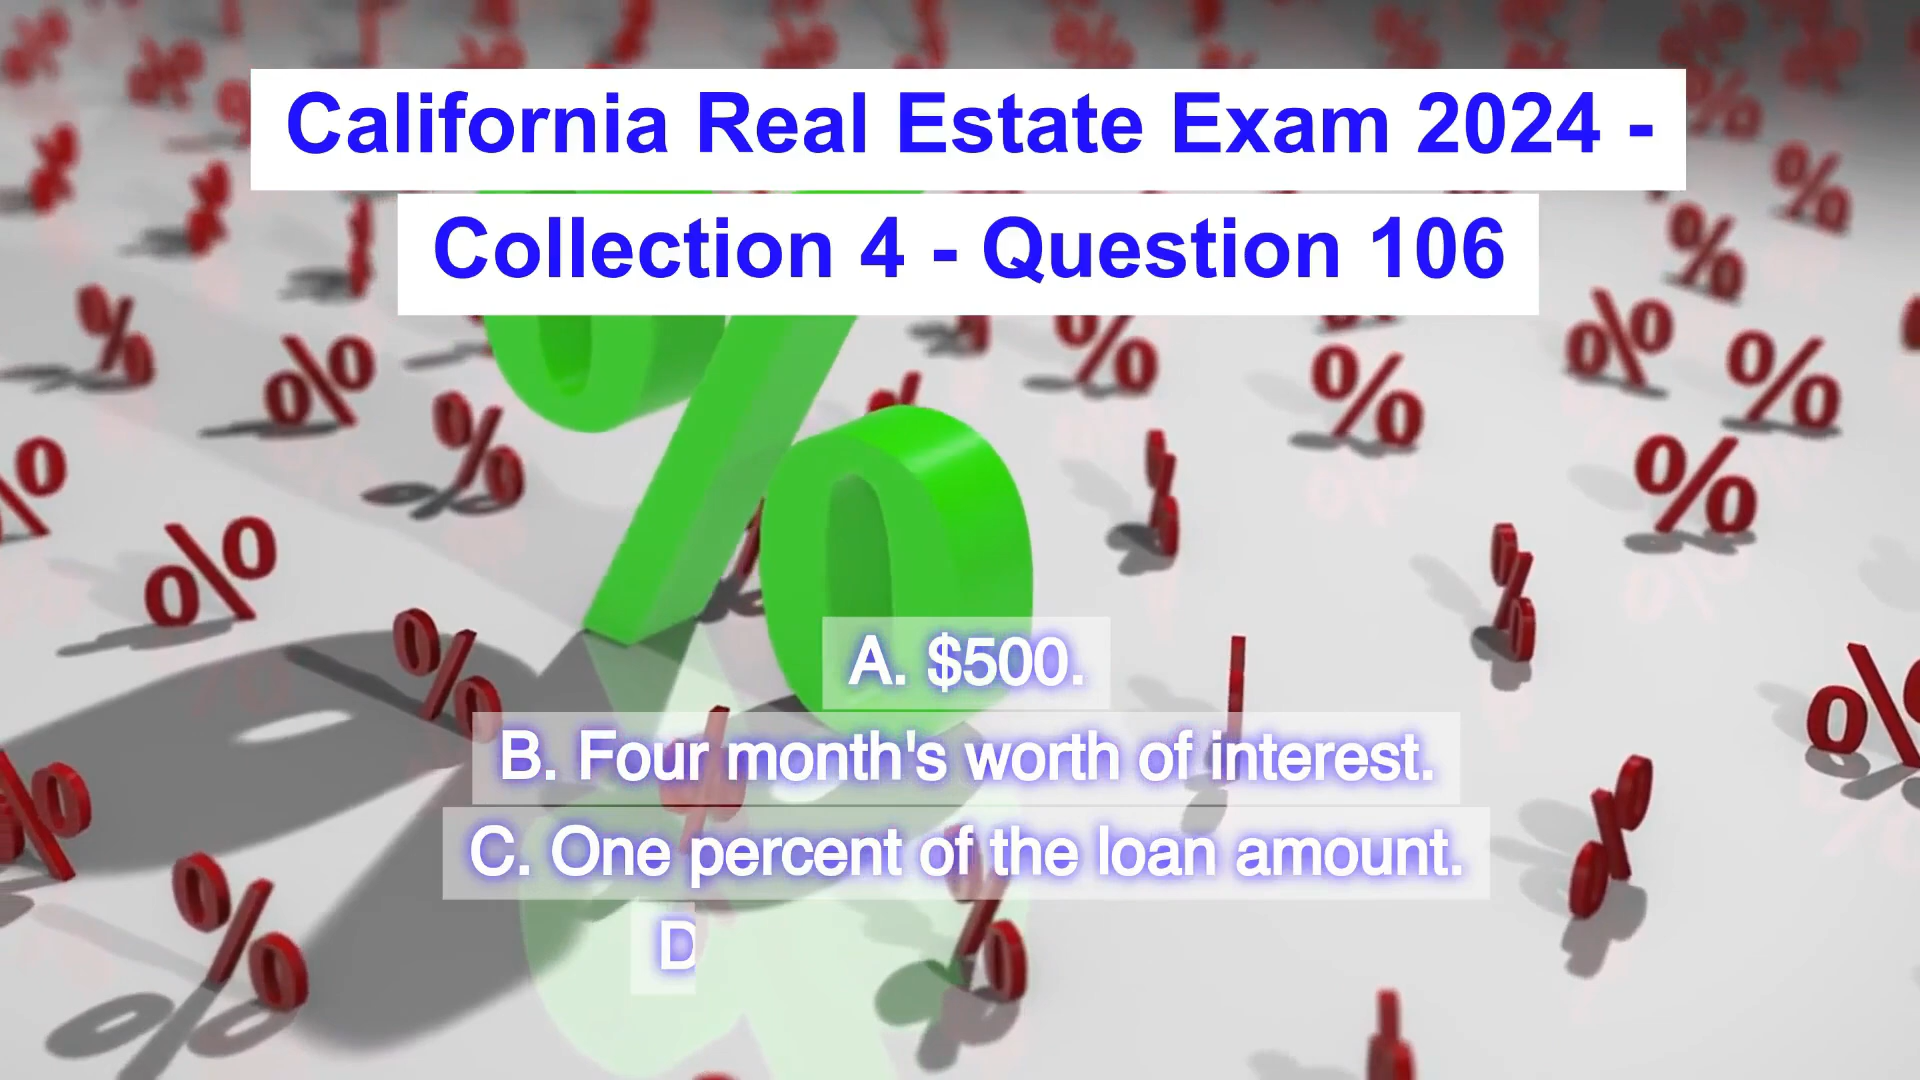 California Real Estate Exam 2024 -
Collection 4 - Question 106
A. $500.
B. Four month's worth of interest.
C. One percent of the loan amount.
D